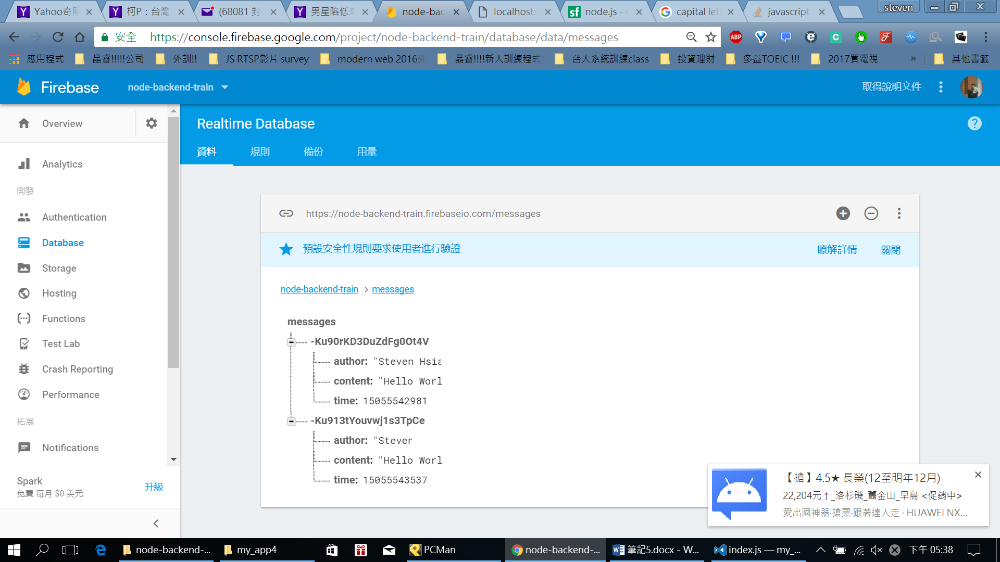 Yahoo奇摩
柯P：台灣
(68081 封
男星陷低潮
node-bac
localhost:
node.js - r
capital let
javascript
steven
安全
https://console.firebase.google.com/project/node-backend-train/database/data/messages
應用程式
晶睿!!!!!公司
外訓!!
JS RTSP影片 survey
modern web 2016外
晶睿!!!!新人訓練程式
台大系統訓練class
投資理財
多益TOEIC !!!
2017買電視
»
其他書籤
Firebase
node-backend-train
取得說明文件
Overview
Realtime Database
資料
規則
備份
用量
Analytics
開發
Authentication
Database
Storage
Hosting
Functions
Test Lab
Crash Reporting
Performance
拓展
Notifications
Spark
免費 每月 $0 美元
升級
https://node-backend-train.firebaseio.com/messages
預設安全性規則要求使用者進行驗證
瞭解詳情
關閉
node-backend-train > messages
messages
-Ku90rKD3DuZdFg0Ot4V
author: "Steven Hsia
content: "Hello Worl
time: 15055542981
-Ku913tYouvwj1s3TpCe
author: "Stever
content: "Hello Worl
time: 15055543537
【搶】4.5★ 長榮(12至明年12月)
22,204元↑_洛杉磯_舊金山_早鳥 <促銷中>
愛出國神器·搶票·跟著達人走 · HUAWEI NX...
node-backend-...
my_app4
PCMan
node-backend-...
筆記5.docx - W...
index.js — my_...
下午 05:38